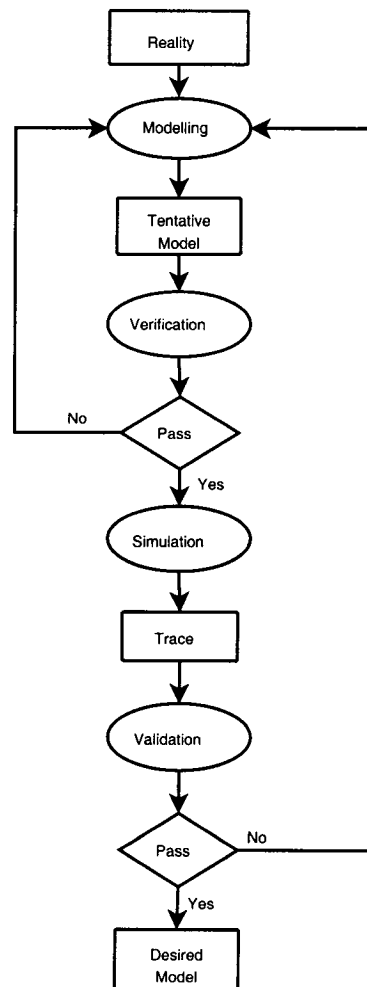 Reality
Modelling
Tentative
Model
Verification
Pass
No
Yes
Simulation
Trace
Validation
Pass
No
Yes
Desired
Model